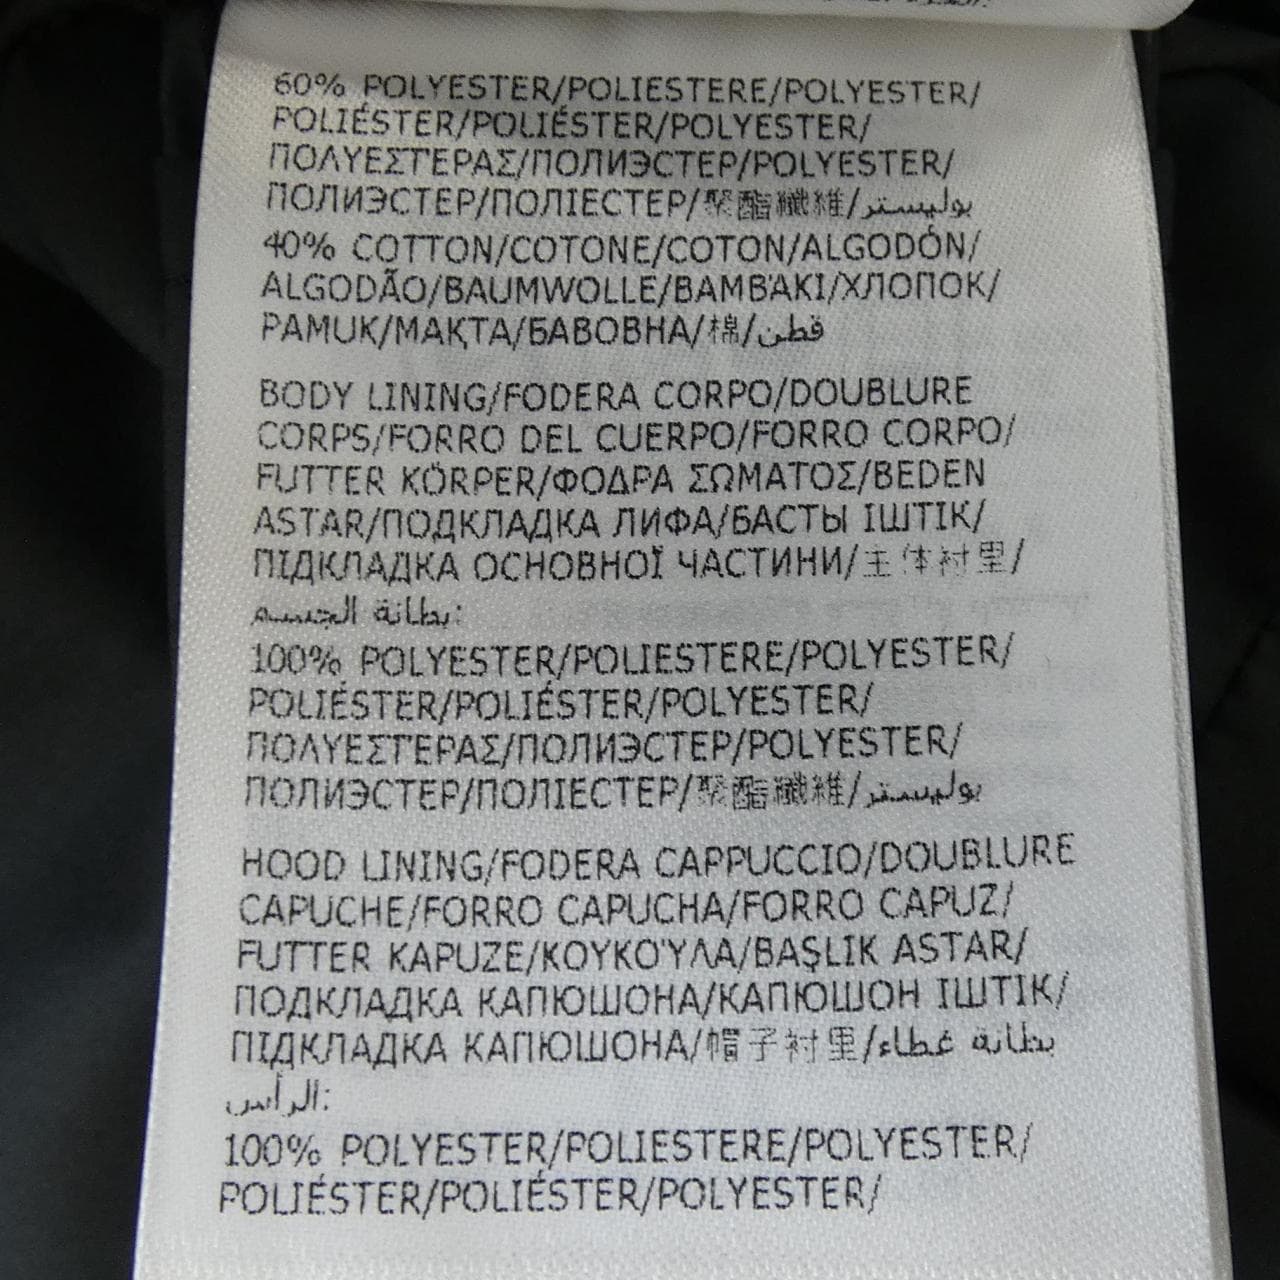 60% POLYESTER/POLIESTERE/POLYESTER/
POLIÉSTER/POLIÉSTER/POLYESTER/
ΠΟΛΥΕΣΤΕΡΑΣ/ПОЛИЭСТЕР/POLYESTER/
ПОЛИЭСТЕР/ПОЛІЕСТЕР/聚酯纖維/بوليستر
40% COTTON/COTONE/COTON/ALGODÓN/
ALGODÃO/BAUMWOLLE/ΒΑΜΒΆΚΙ/ХЛОПОК/
PAMUK/МАҚТА/БАВОВНА/棉/قطن
BODY LINING/FODERA CORPO/DOUBLURE
CORPS/FORRO DEL CUERPO/FORRO CORPO/
FUTTER KÖRPER/ΦΟΔΡΑ ΣΩΜΑΤΟΣ/BEDEN
ASTAR/ПОДКЛАДКА ЛИФА/БАСТЫ ІШТІК/
ПІДКЛАДКА ОСНОВНОЇ ЧАСТИНИ/主体衬里/
بطانة الجسم:
100% POLYESTER/POLIESTERE/POLYESTER/
POLIÉSTER/POLIÉSTER/POLYESTER/
ΠΟΛΥΕΣΤΕΡΑΣ/ПОЛИЭСТЕР/POLYESTER/
ПОЛИЭСТЕР/ПОЛІЕСТЕР/聚酯纖維/بوليستر
HOOD LINING/FODERA CAPPUCCIO/DOUBLURE
CAPUCHE/FORRO CAPUCHA/FORRO CAPUZ/
FUTTER KAPUZE/ΚΟΥΚΟΎΛΑ/BAŞLIK ASTAR/
ПОДКЛАДКА КАПЮШОНА/КАПЮШОН ІШТІК/
ПІДКЛАДКА КАПЮШОНА/帽子衬里/بطانة غطاء
الرأس:
100% POLYESTER/POLIESTERE/POLYESTER/
POLIÉSTER/POLIÉSTER/POLYESTER/